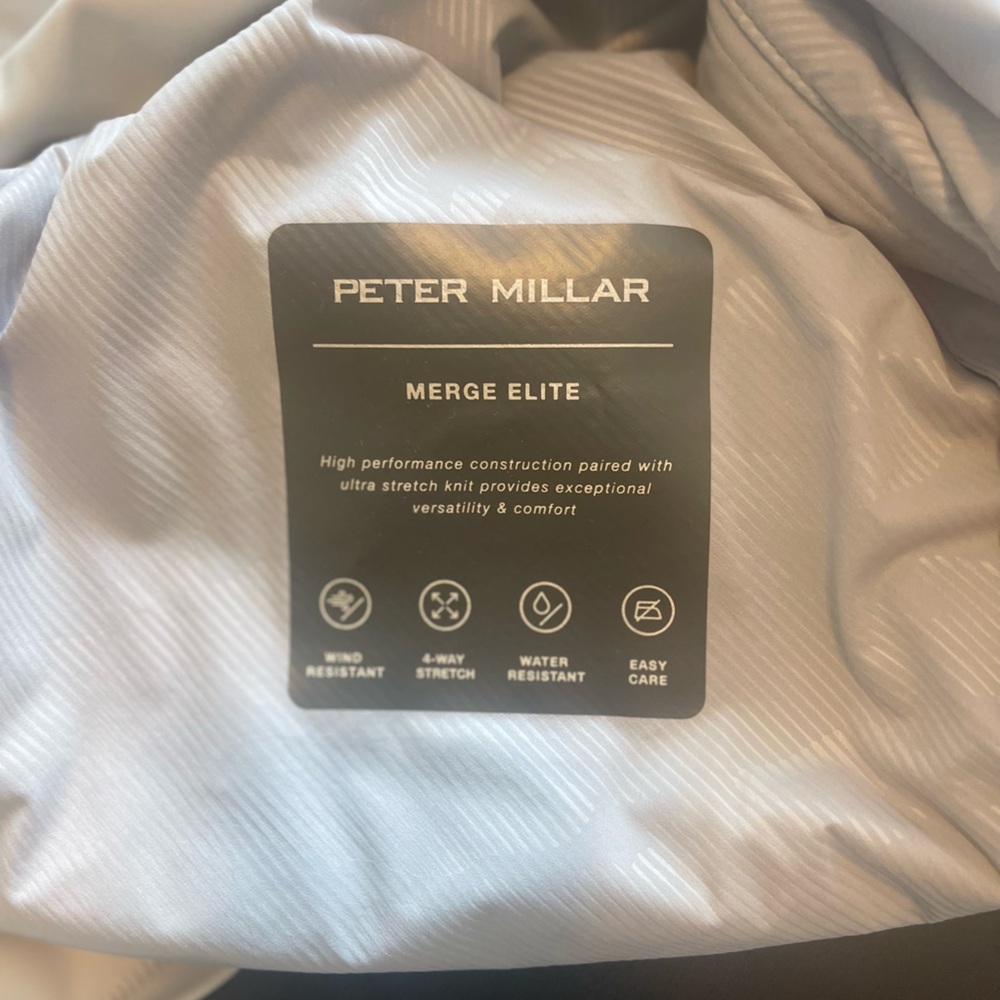 PETER MILLAR
MERGE ELITE
High performance construction paired with
ultra stretch knit provides exceptional
versatility & comfort
WIND
RESISTANT
4-WAY
STRETCH
WATER
RESISTANT
EASY
CARE